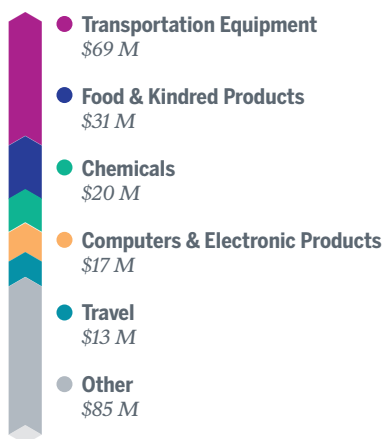 Transportation Equipment
$69 M
Food & Kindred Products
$31 M
Chemicals
$20 M
Computers & Electronic Products
$17 M
Travel
$13 M
Other
$85 M